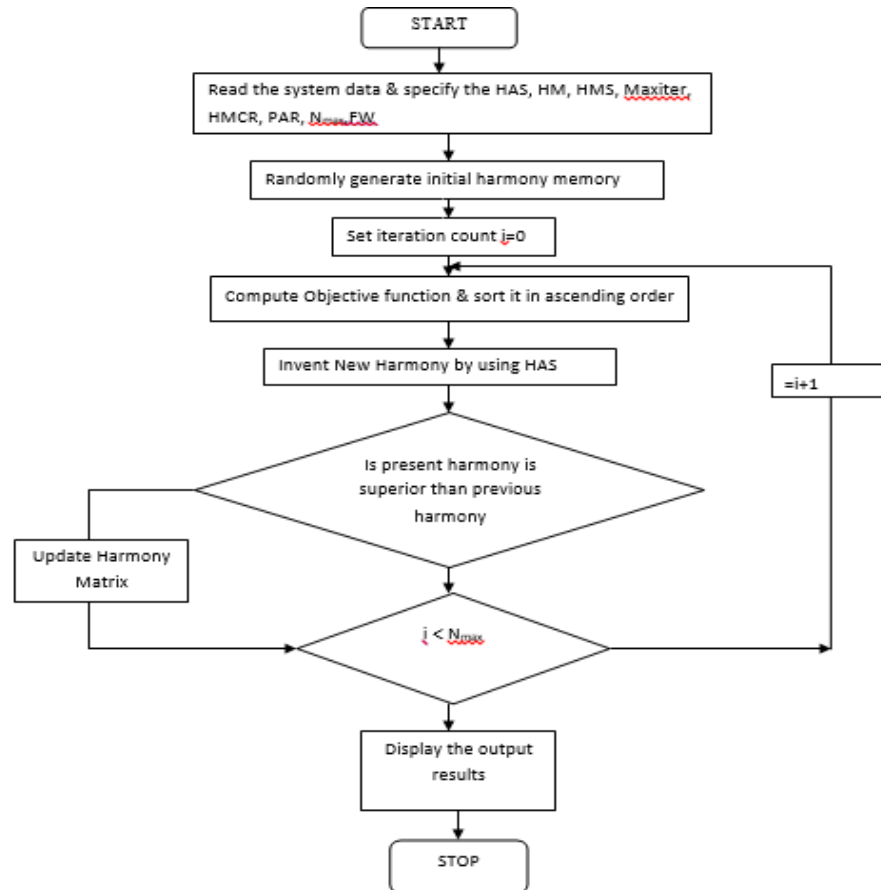 START
Read the system data & specify the HAS, HM, HMS, Maxiter,
HMCR, PAR, Nmax,FW
Randomly generate initial harmony memory
Set iteration count i=0
Compute Objective function & sort it in ascending order
Invent New Harmony by using HAS
=i+1
Is present harmony is
superior than previous
harmony
Update Harmony
Matrix
i < Nmax
Display the output
results
STOP